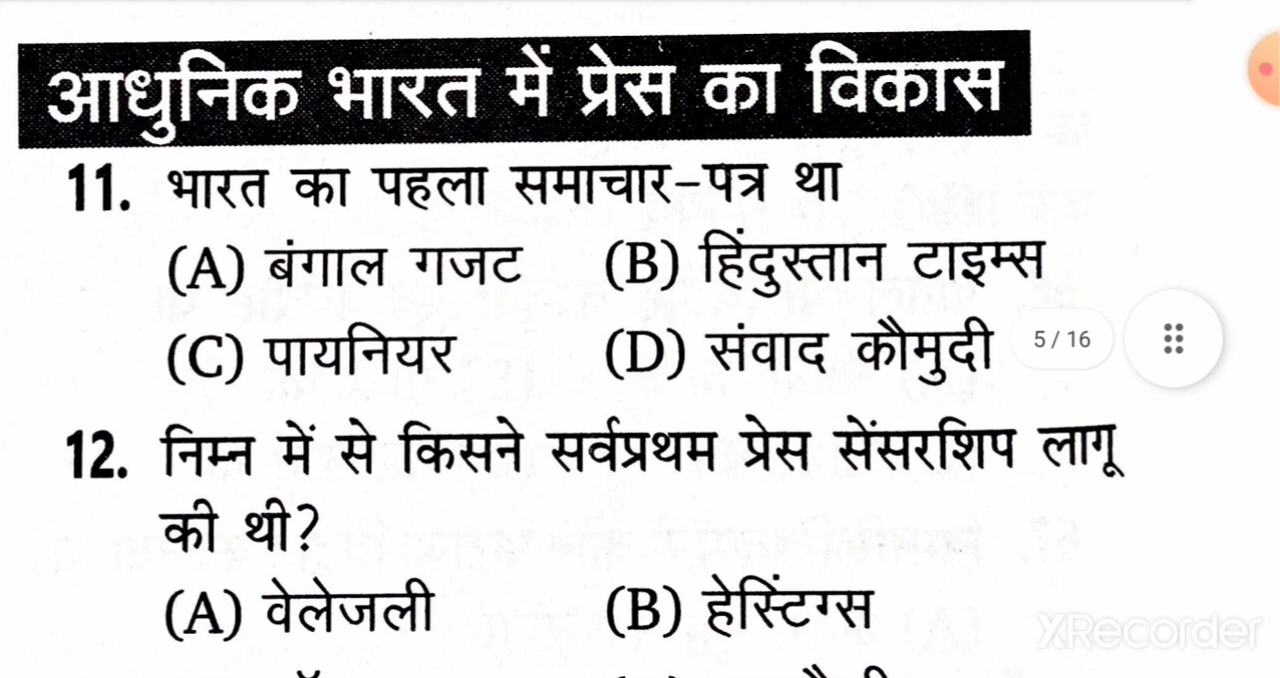 आधुनिक भारत में प्रेस का विकास
11. भारत का पहला समाचार-पत्र था
(A) बंगाल गजट (B) हिंदुस्तान टाइम्स
(C) पायनियर (D) संवाद कौमुदी
5 / 16
12. निम्न में से किसने सर्वप्रथम प्रेस सेंसरशिप लागू
की थी?
(A) वेलेजली (B) हेस्टिंग्स
XRecorder